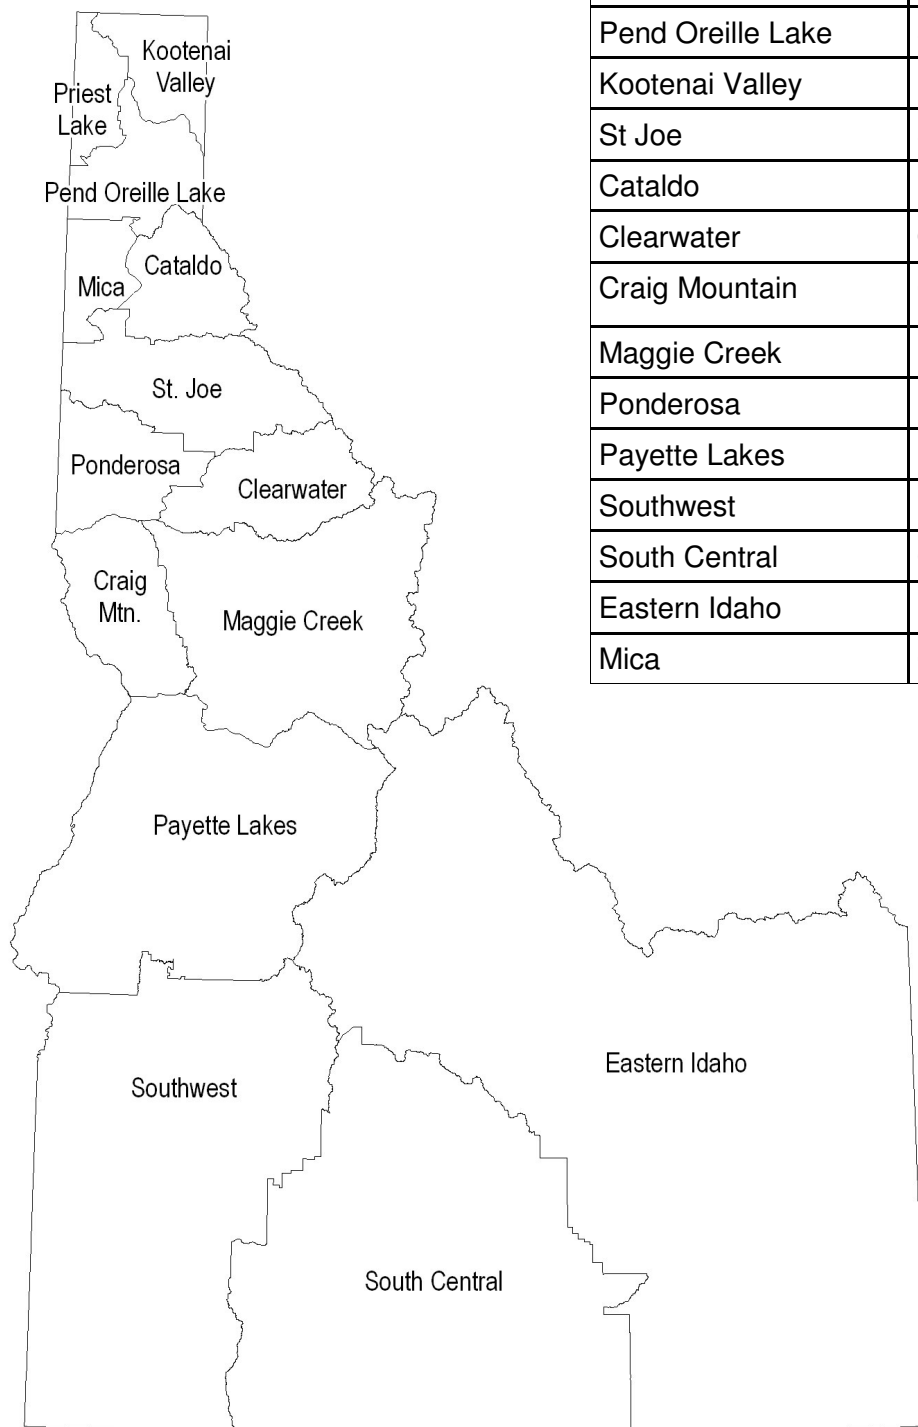 Kootenai
Valley
Priest
Lake
Pend Oreille Lake
Cataldo
Mica
St. Joe
Ponderosa
Clearwater
Craig
Mtn.
Maggie Creek
Payette Lakes
Eastern Idaho
Southwest
South Central
Pend Oreille Lake
Kootenai Valley
St Joe
Cataldo
Clearwater
Craig Mountain
Maggie Creek
Ponderosa
Payette Lakes
Southwest
South Central
Eastern Idaho
Mica